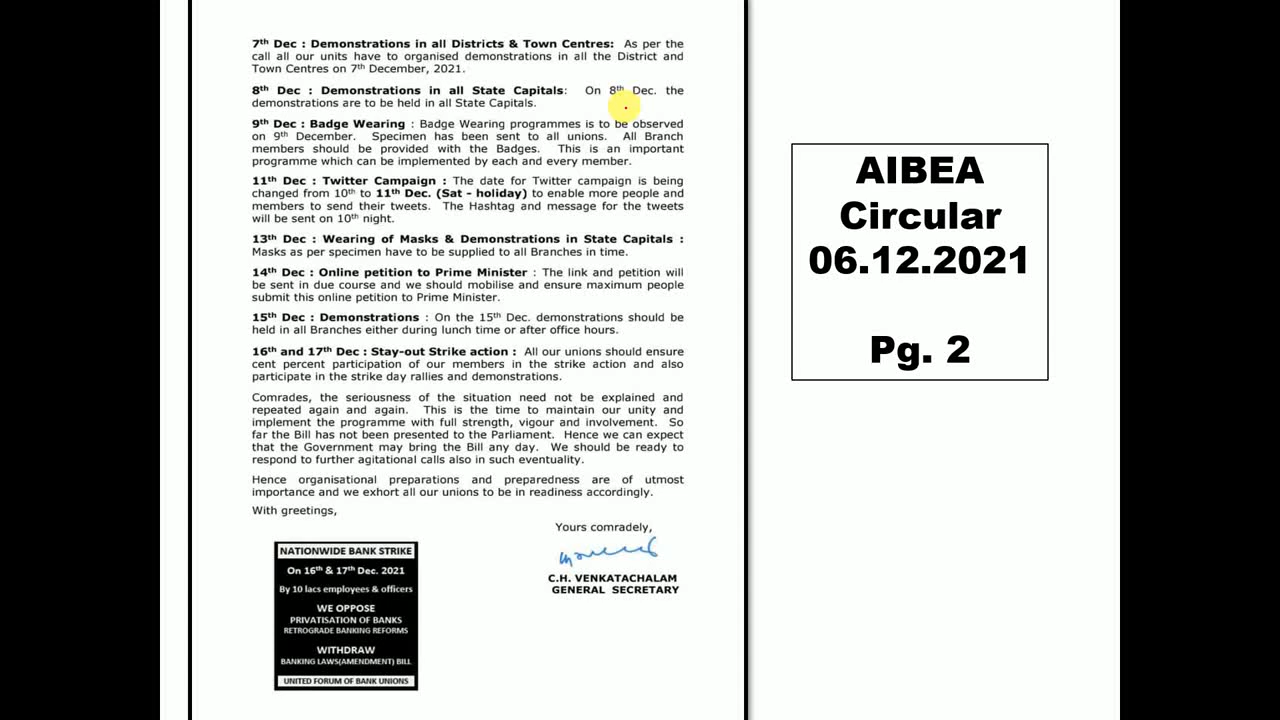 7th Dec : Demonstrations in all Districts & Town Centres: As per the
call all our units have to organised demonstrations in all the District and
Town Centres on 7th December, 2021.
8th Dec : Demonstrations in all State Capitals: On 8th Dec. the
demonstrations are to be held in all State Capitals.
9th Dec : Badge Wearing : Badge Wearing programmes is to be observed
on 9th December. Specimen has been sent to all unions. All Branch
members should be provided with the Badges. This is an important
programme which can be implemented by each and every member.
11th Dec : Twitter Campaign : The date for Twitter campaign is being
changed from 10th to 11th Dec. (Sat - holiday) to enable more people and
members to send their tweets. The Hashtag and message for the tweets
will be sent on 10th night.
13th Dec : Wearing of Masks & Demonstrations in State Capitals :
Masks as per specimen have to be supplied to all Branches in time.
14th Dec : Online petition to Prime Minister : The link and petition will
be sent in due course and we should mobilise and ensure maximum people
submit this online petition to Prime Minister.
15th Dec : Demonstrations : On the 15th Dec. demonstrations should be
held in all Branches either during lunch time or after office hours.
16th and 17th Dec : Stay-out Strike action : All our unions should ensure
cent percent participation of our members in the strike action and also
participate in the strike day rallies and demonstrations.
Comrades, the seriousness of the situation need not be explained and
repeated again and again. This is the time to maintain our unity and
implement the programme with full strength, vigour and involvement. So
far the Bill has not been presented to the Parliament. Hence we can expect
that the Government may bring the Bill any day. We should be ready to
respond to further agitational calls also in such eventuality.
Hence organisational preparations and preparedness are of utmost
importance and we exhort all our unions to be in readiness accordingly.
With greetings,
Yours comradely,
C.H. VENKATACHALAM
GENERAL SECRETARY
NATIONWIDE BANK STRIKE
On 16th & 17th Dec. 2021
By 10 lacs employees & officers
WE OPPOSE
PRIVATISATION OF BANKS
RETROGRADE BANKING REFORMS
WITHDRAW
BANKING LAWS(AMENDMENT) BILL
UNITED FORUM OF BANK UNIONS
AIBEA
Circular
06.12.2021
Pg. 2